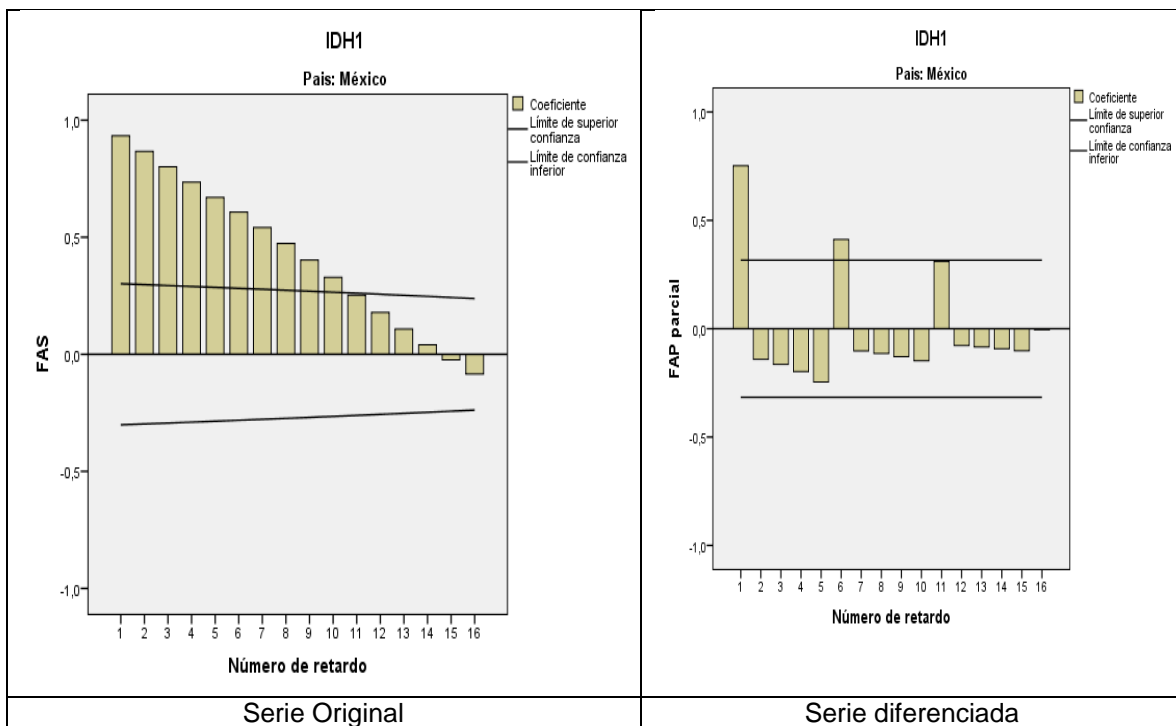 IDH1
Pais: México
1,0
0,5
0,0
-0,5
-1,0
FAS
1 2 3 4 5 6 7 8 9 10 11 12 13 14 15 16
Número de retardo
Coeficiente
Límite de superior
confianza
Límite de confianza
inferior
Serie Original
IDH1
Pais: México
1,0
0,5
0,0
-0,5
-1,0
FAP parcial
1 2 3 4 5 6 7 8 9 10 11 12 13 14 15 16
Número de retardo
Coeficiente
Límite de superior
confianza
Límite de confianza
inferior
Serie diferenciada